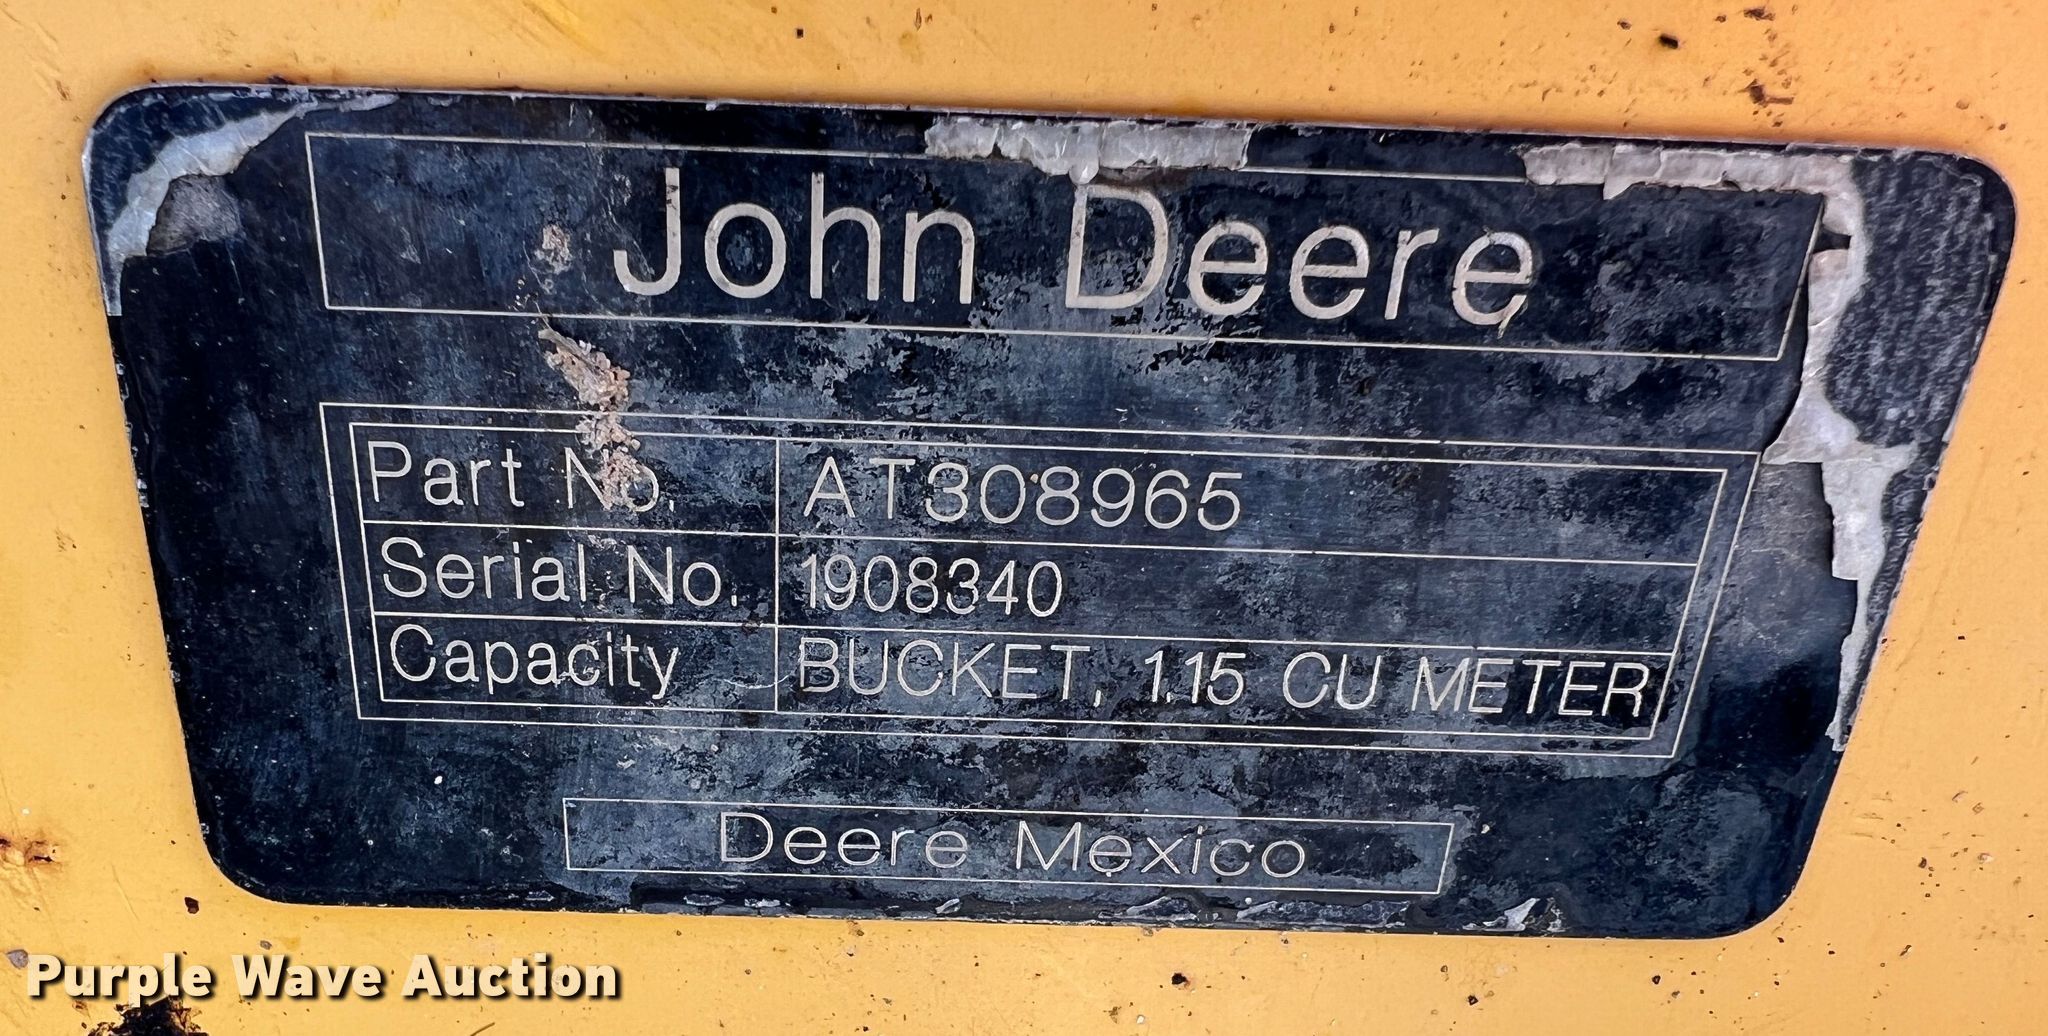 John Deere
Part No. AT308965
Serial No. 1908340
Capacity BUCKET, 1.15 CU METER
Deere Mexico
Purple Wave Auction